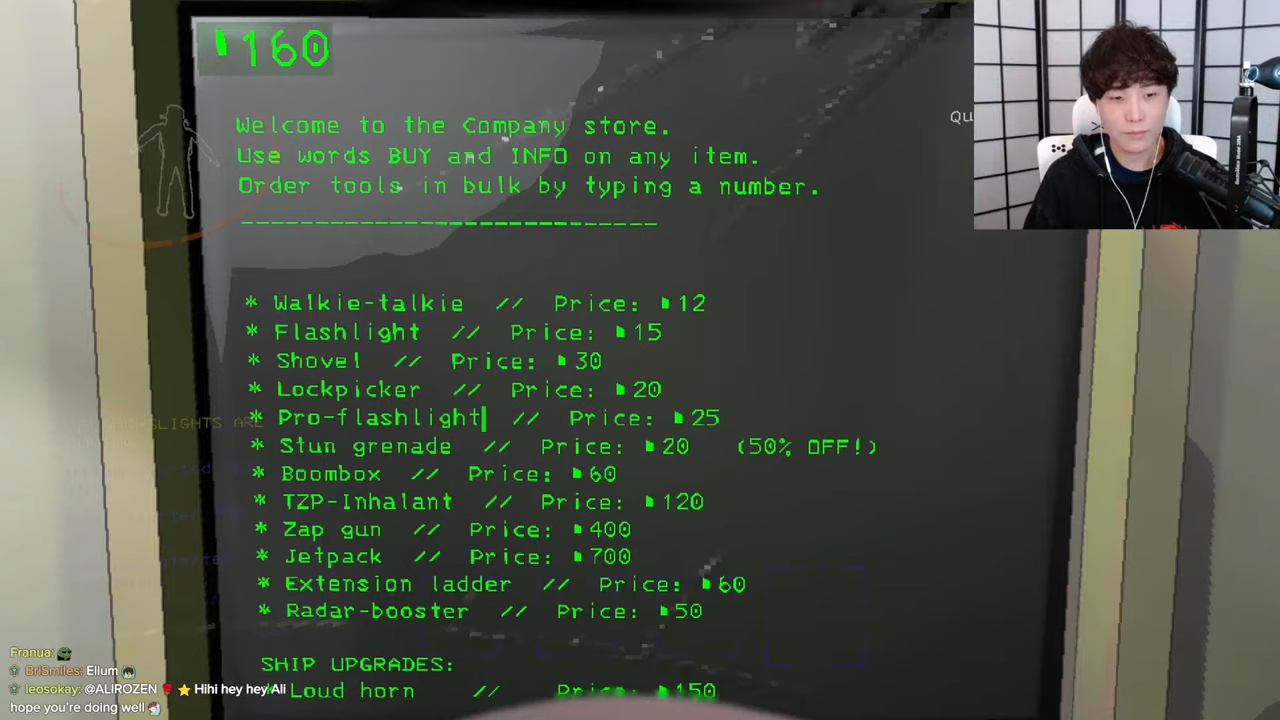 160
Welcome to the Company store.
Use words BUY and INFO on any item.
Order tools in bulk by typing a number.
----------------------------
* Walkie-talkie // Price: 12
* Flashlight // Price: 15
* Shovel // Price: 30
* Lockpicker // Price: 20
* Pro-flashlight // Price: 25
* Stun grenade // Price: 20 (50% OFF!)
* Boombox // Price: 60
* TZP-Inhalant // Price: 120
* Zap gun // Price: 400
* Jetpack // Price: 700
* Extension ladder // Price: 60
* Radar-booster // Price: 50
SHIP UPGRADES:
* Loud horn // Price: 150
Qu
Franua:
BriSmiles: Ellum
leosokay: @ALIROZEN Hihi hey hey Ali
hope you're doing well